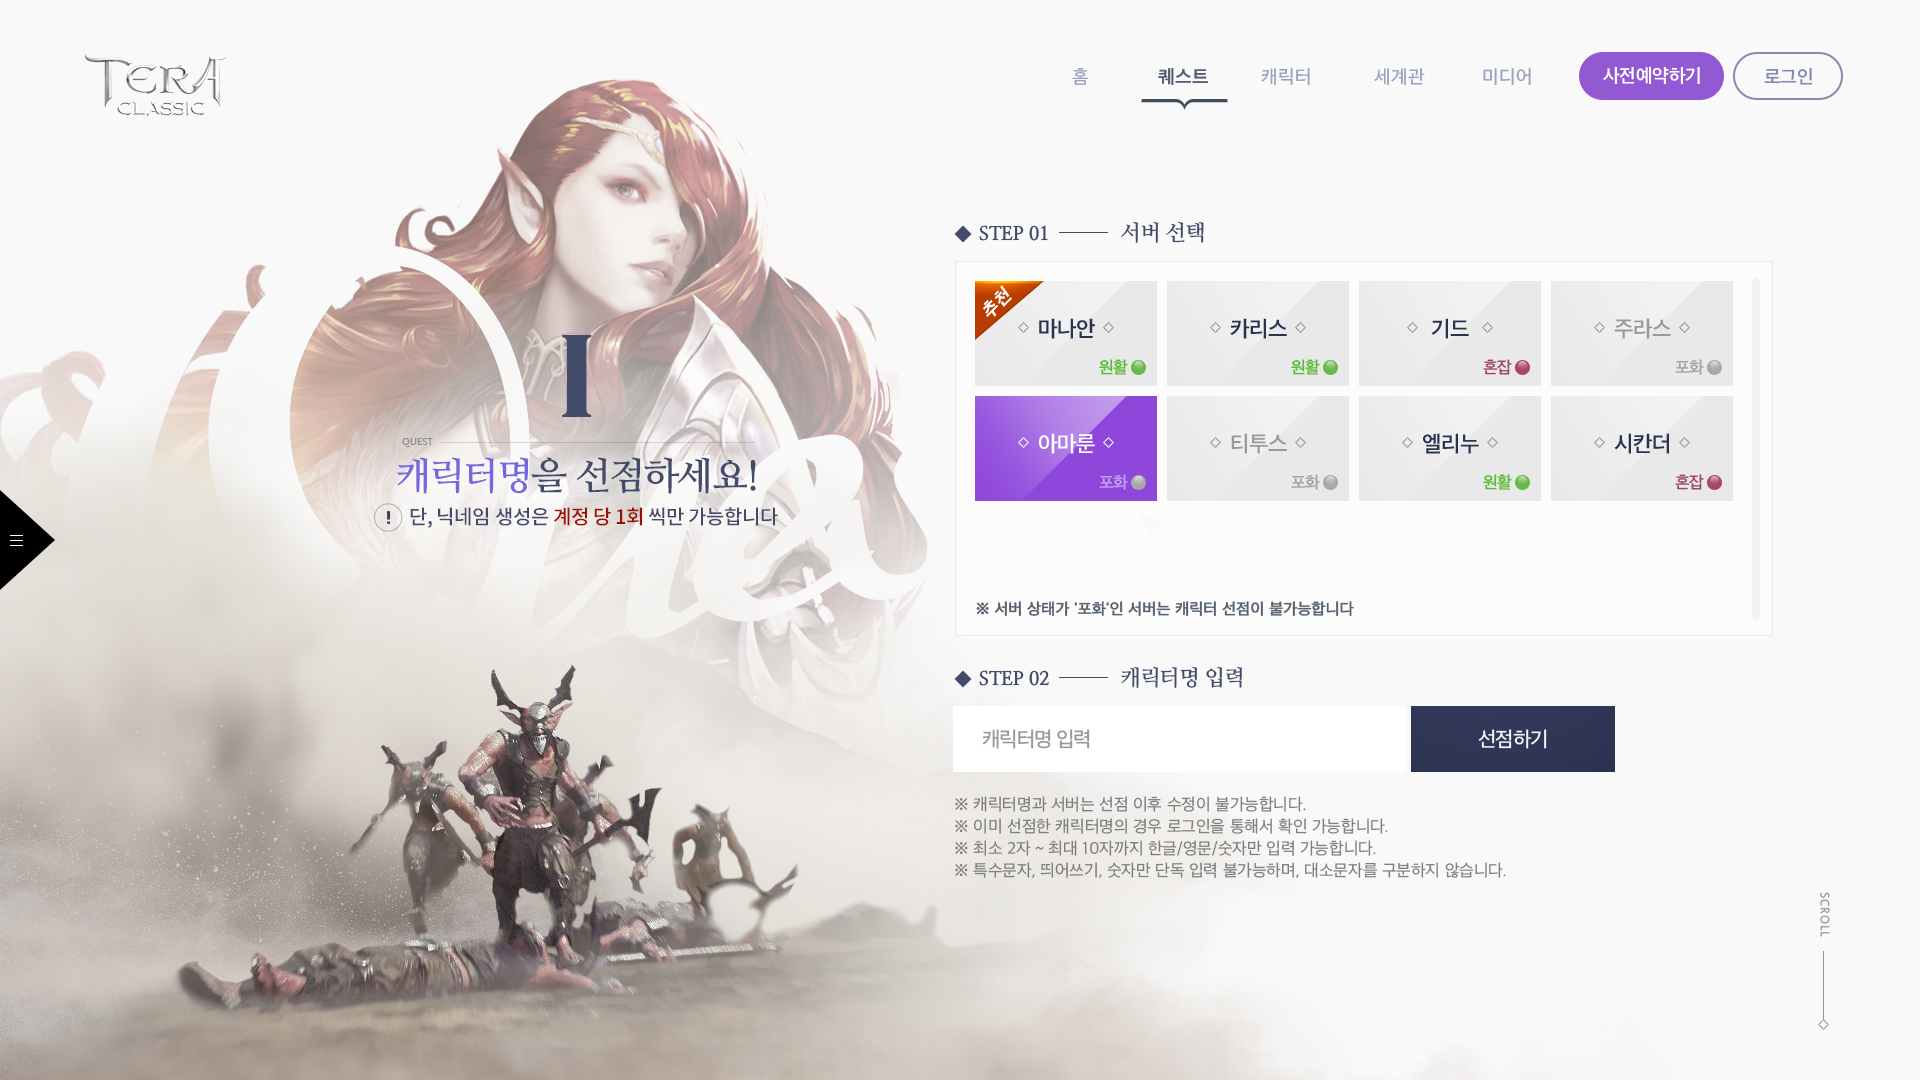 TERA
CLASSIC
홈
퀘스트
캐릭터
세계관
미디어
사전예약하기
로그인
I
QUEST
캐릭터명을 선점하세요!
! 단, 닉네임 생성은 계정 당 1회 씩만 가능합니다
◆ STEP 01 서버 선택
추천
◇ 마나안 ◇
원활
◇ 카리스 ◇
원활
◇ 기드 ◇
혼잡
◇ 주라스 ◇
포화
◇ 아마룬 ◇
포화
◇ 티투스 ◇
포화
◇ 엘리누 ◇
원활
◇ 시칸더 ◇
혼잡
※ 서버 상태가 '포화'인 서버는 캐릭터 선점이 불가능합니다
◆ STEP 02 캐릭터명 입력
캐릭터명 입력
선점하기
※ 캐릭터명과 서버는 선점 이후 수정이 불가능합니다.
※ 이미 선점한 캐릭터명의 경우 로그인을 통해서 확인 가능합니다.
※ 최소 2자 ~ 최대 10자까지 한글/영문/숫자만 입력 가능합니다.
※ 특수문자, 띄어쓰기, 숫자만 단독 입력 불가능하며, 대소문자를 구분하지 않습니다.
SCROLL